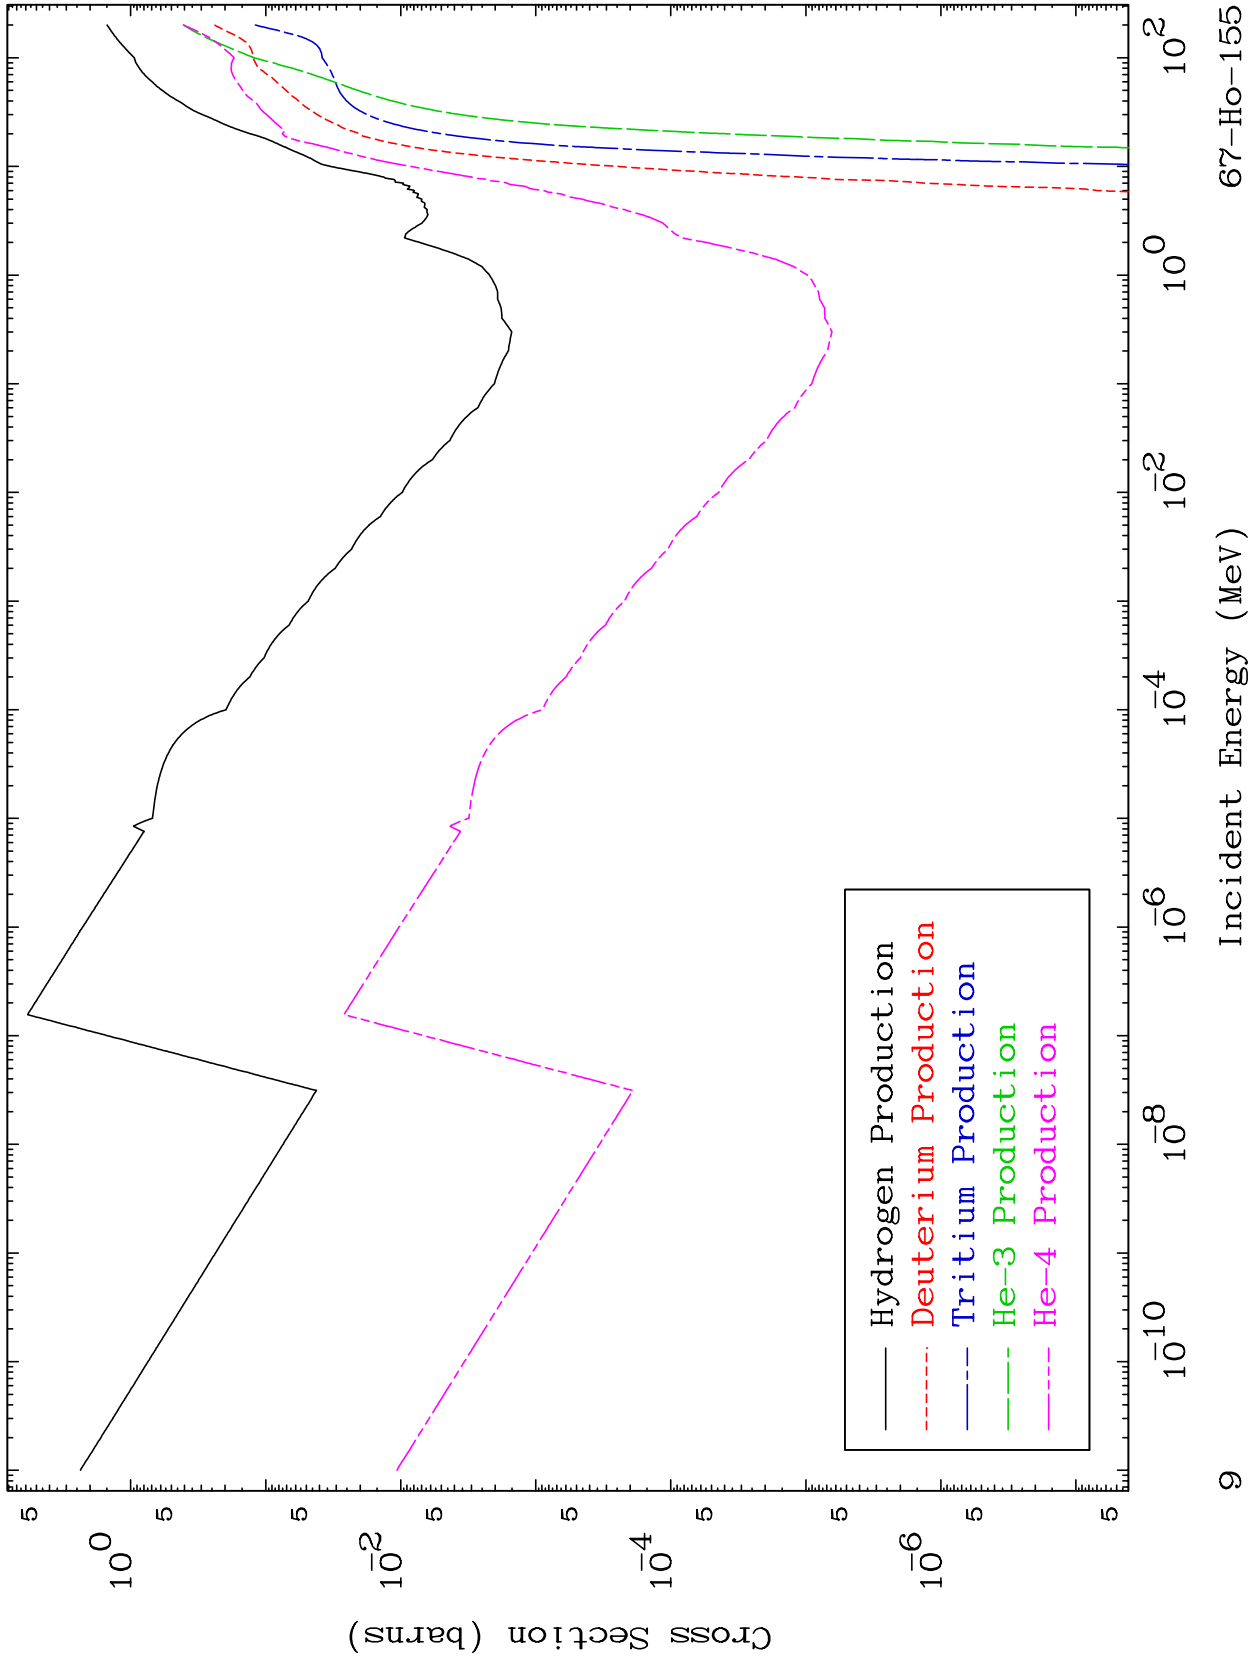 Cross Section (barns)
5
10^0
5
10^-2
5
5
10^-4
5
5
10^-6
5
5
Hydrogen Production
Deuterium Production
Tritium Production
He-3 Production
He-4 Production
10^-10
10^-8
10^-6
10^-4
10^-2
10^0
10^2
9
Incident Energy (MeV)
67-Ho-155